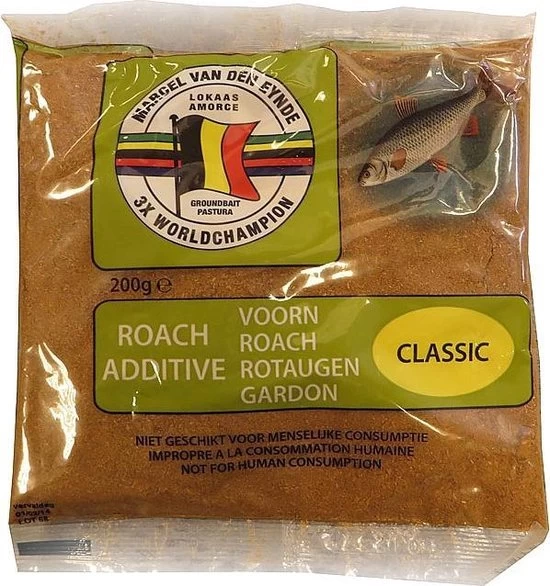 MARCEL VAN DEN EYNDE
LOKAAS
AMORCE
GROUNDBAIT
PASTURA
3X WORLDCHAMPION
200g ℮
ROACH
ADDITIVE
VOORN
ROACH
ROTAUGEN
GARDON
CLASSIC
NIET GESCHIKT VOOR MENSELIJKE CONSUMPTIE
IMPROPRE A LA CONSOMMATION HUMAINE
NOT FOR HUMAN CONSUMPTION